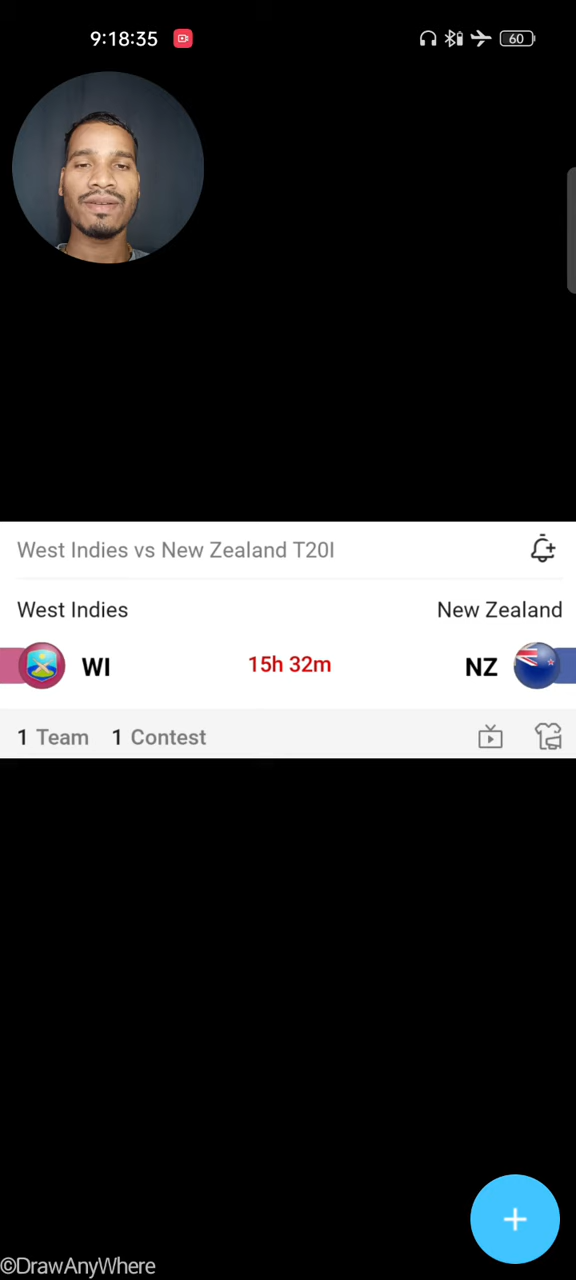 9:18:35
60
West Indies vs New Zealand T20I
West Indies New Zealand
WI 15h 32m NZ
1 Team 1 Contest
©DrawAnyWhere